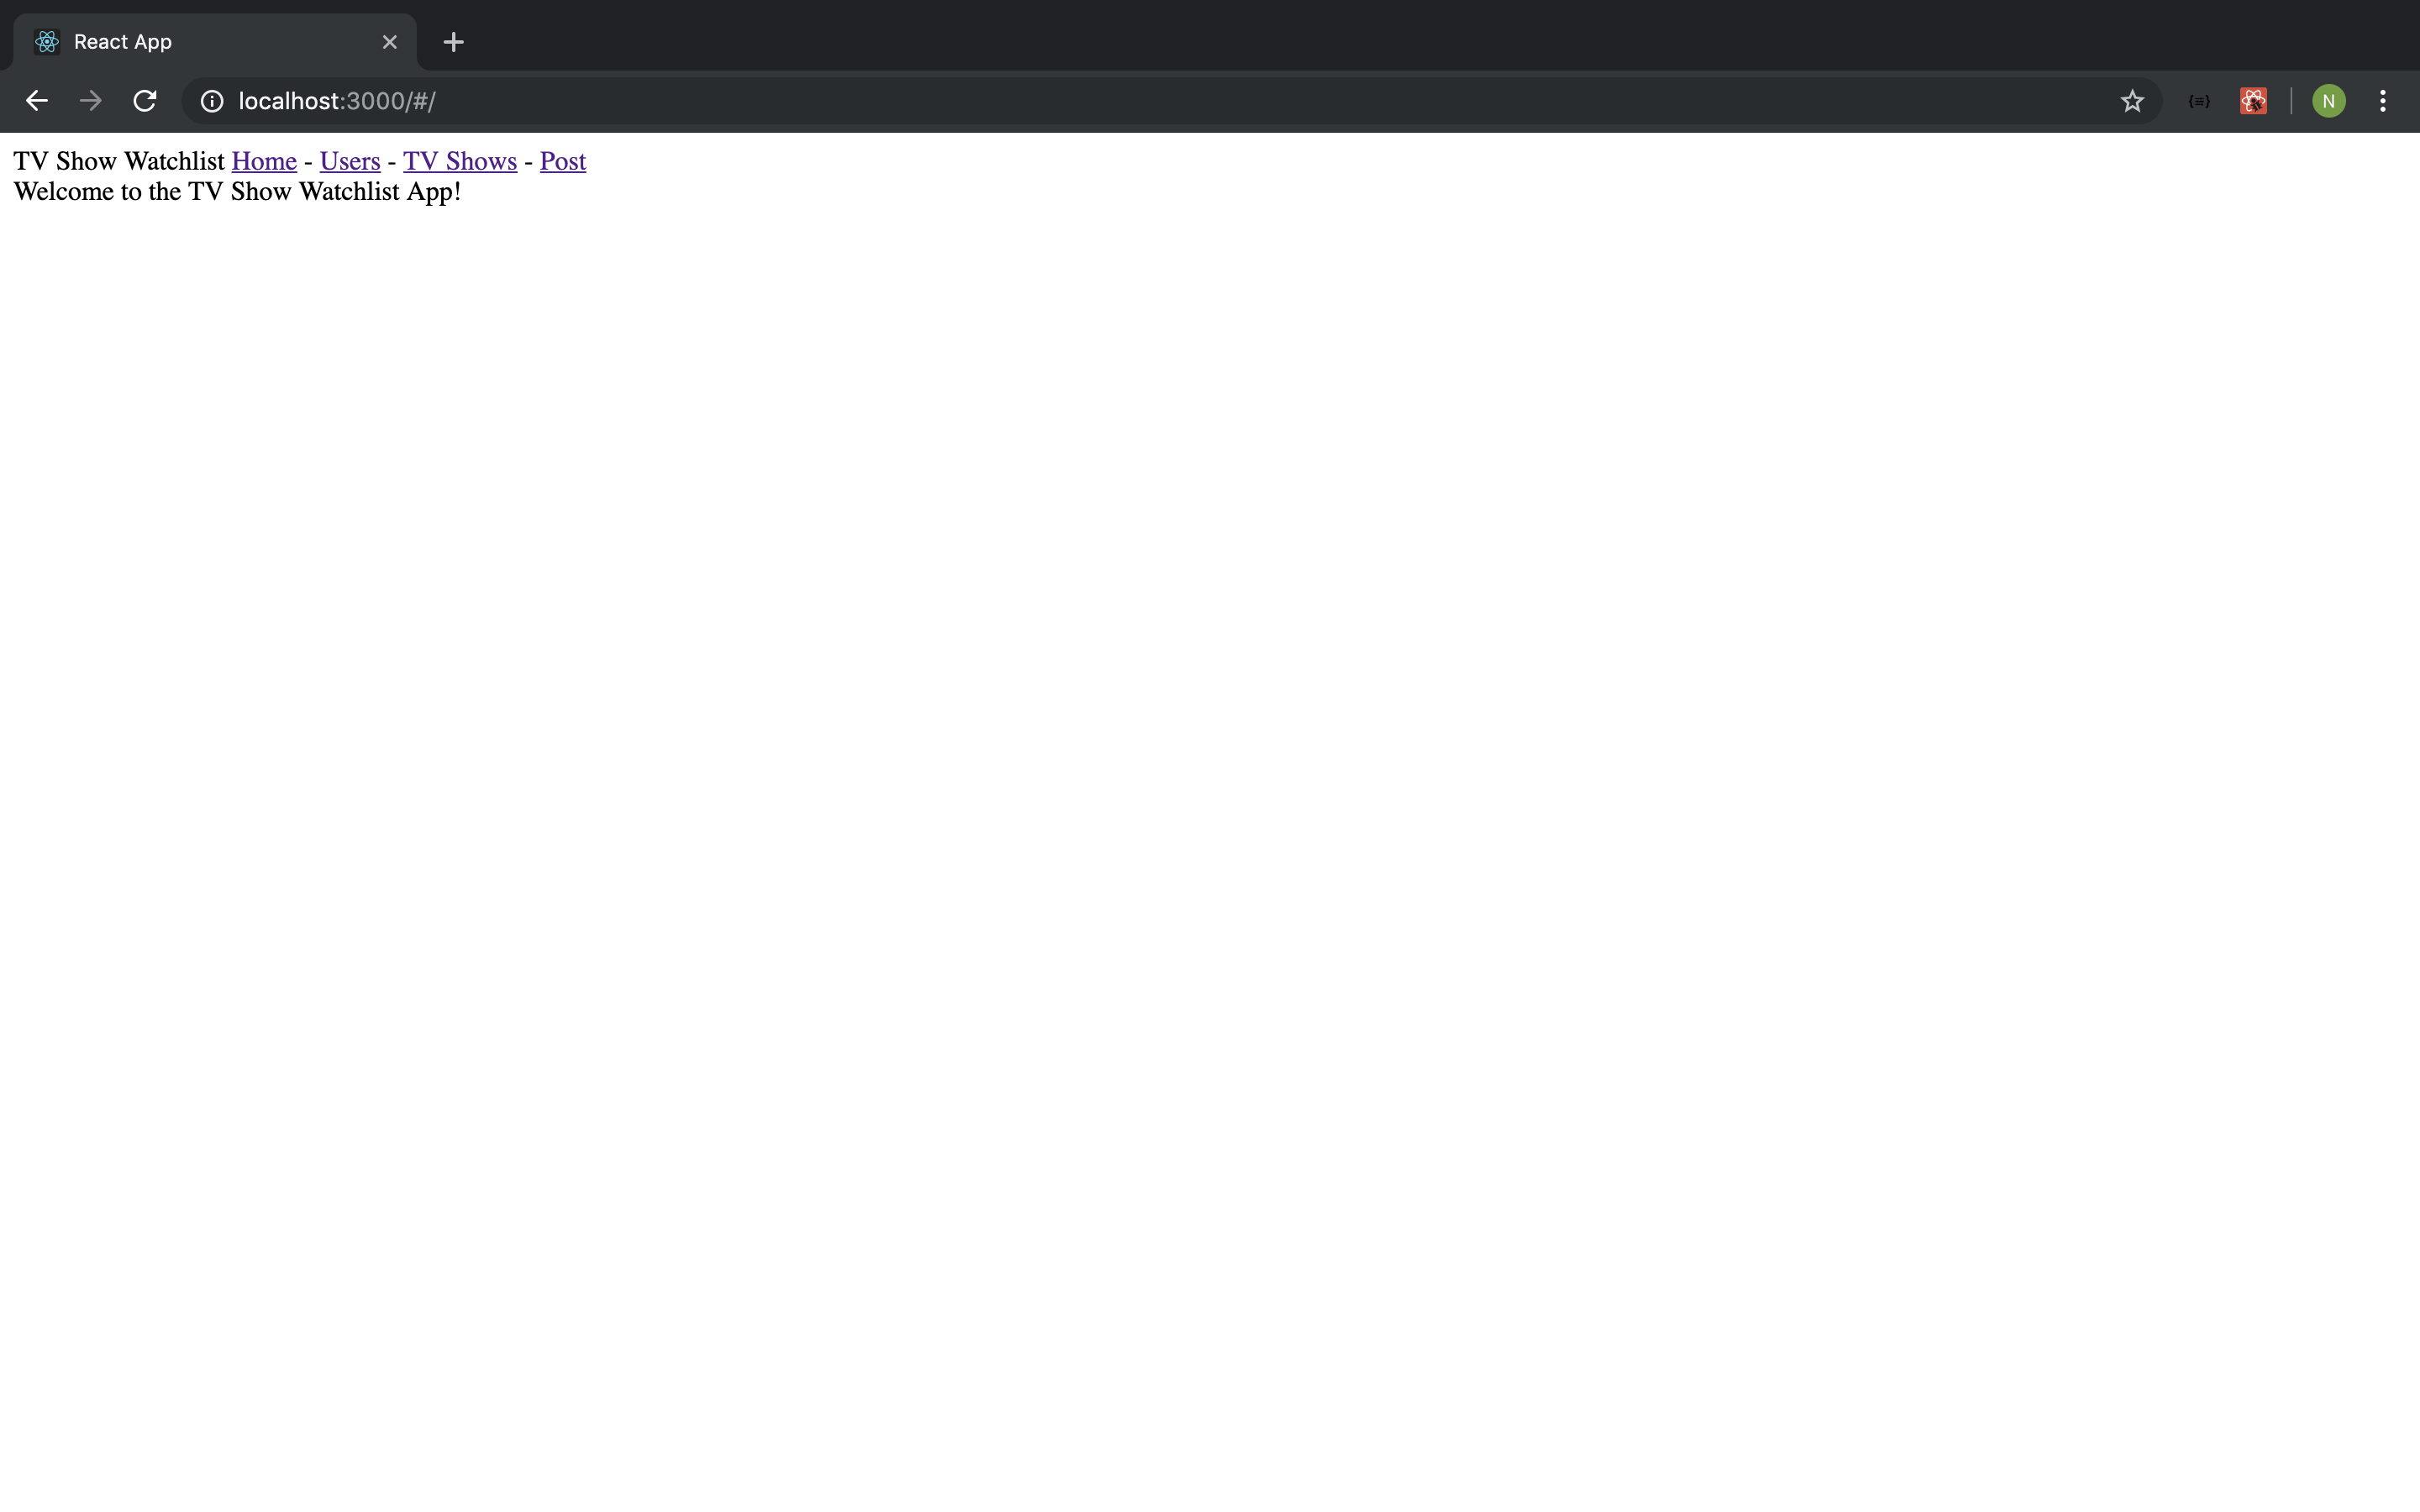 React App
localhost:3000/#/
N
TV Show Watchlist Home - Users - TV Shows - Post
Welcome to the TV Show Watchlist App!